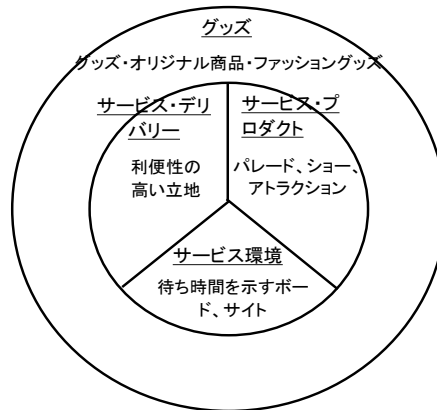 グッズ
グッズ・オリジナル商品・ファッショングッズ
サービス・デリ
バリー
利便性の
高い立地
サービス・プ
ロダクト
パレード、ショー、
アトラクション
サービス環境
待ち時間を示すボー
ド、サイト